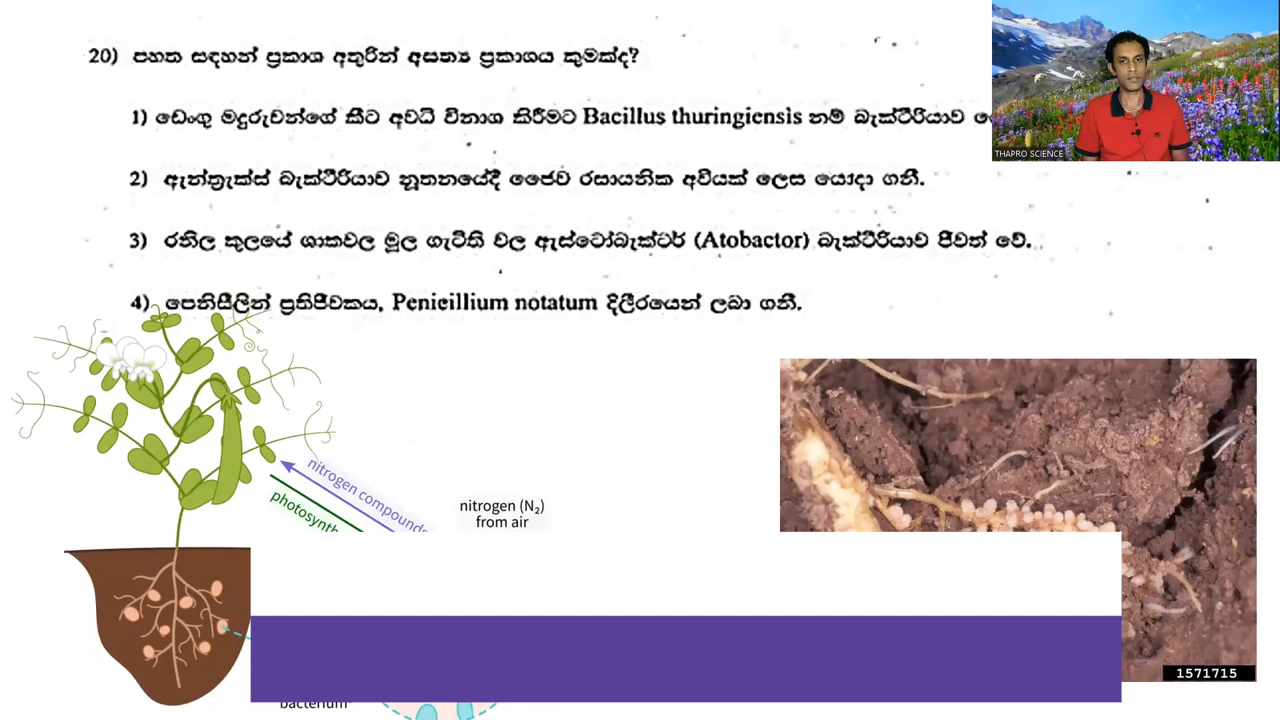 20) පහත සඳහන් ප්‍රකාශ අතුරින් අසත්‍ය ප්‍රකාශය කුමක්ද?
1) ඩෙංගු මදුරුවන්ගේ කීට අවධි විනාශ කිරීමට Bacillus thuringiensis නම් බැක්ටීරියාව
THAPRO SCIENCE
2) ඇන්ත්‍රැක්ස් බැක්ටීරියාව නූතනයේදී ජෛව රසායනික අවියක් ලෙස යොදා ගනී.
3) රනිල කුලයේ ශාකවල මූල ගැටිති වල ඇස්ටෝබැක්ටර් (Atobactor) බැක්ටීරියාව ජීවත් වේ.
4) පෙනිසිලින් ප්‍රතිජීවකය, Penicillium notatum දිලීරයෙන් ලබා ගනී.
nitrogen compounds
photosynth
nitrogen (N₂)
from air
1571715
bacterium